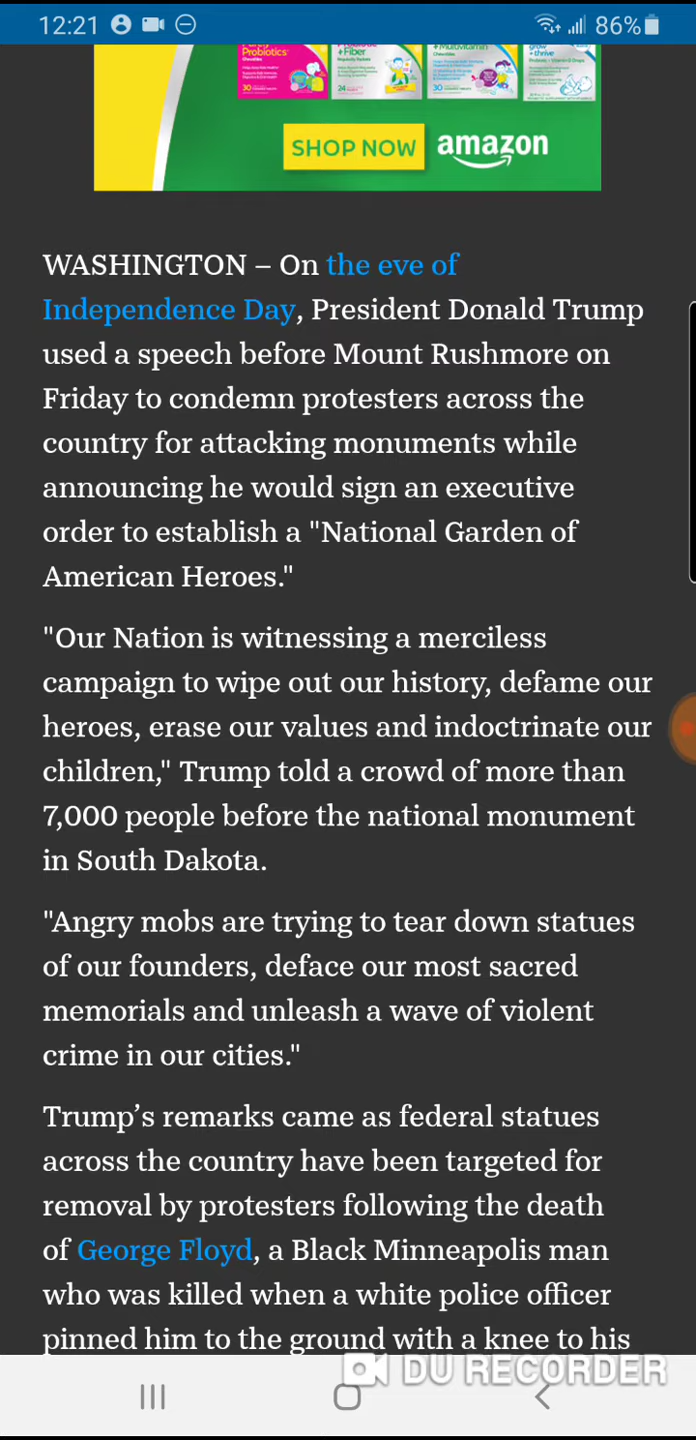 12:21
86%
Probiotics
+Fiber
+Multivitamin
grow
+ thrive
30
24
30
SHOP NOW
amazon
WASHINGTON – On the eve of
Independence Day, President Donald Trump
used a speech before Mount Rushmore on
Friday to condemn protesters across the
country for attacking monuments while
announcing he would sign an executive
order to establish a "National Garden of
American Heroes."
"Our Nation is witnessing a merciless
campaign to wipe out our history, defame our
heroes, erase our values and indoctrinate our
children," Trump told a crowd of more than
7,000 people before the national monument
in South Dakota.
"Angry mobs are trying to tear down statues
of our founders, deface our most sacred
memorials and unleash a wave of violent
crime in our cities."
Trump’s remarks came as federal statues
across the country have been targeted for
removal by protesters following the death
of George Floyd, a Black Minneapolis man
who was killed when a white police officer
pinned him to the ground with a knee to his
DU RECORDER